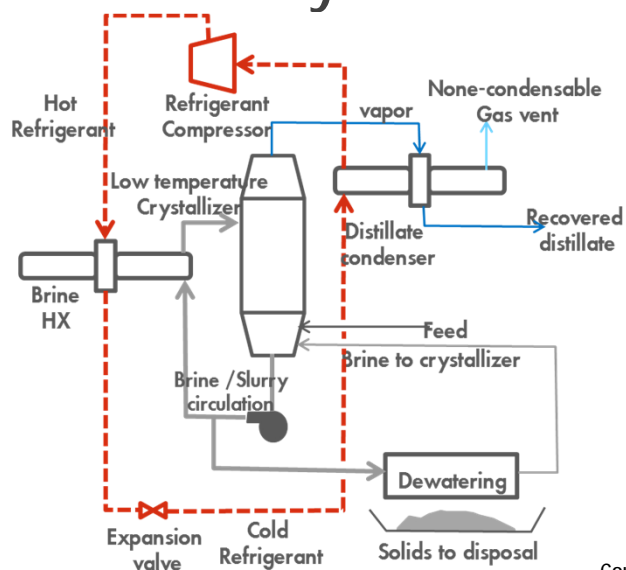 Hot
Refrigerant
Refrigerant
Compressor
vapor
None-condensable
Gas vent
Low temperature
Crystallizer
Distillate
condenser
Recovered
distillate
Brine
HX
Feed
Brine to crystallizer
Brine /Slurry
circulation
Dewatering
Expansion
valve
Cold
Refrigerant
Solids to disposal